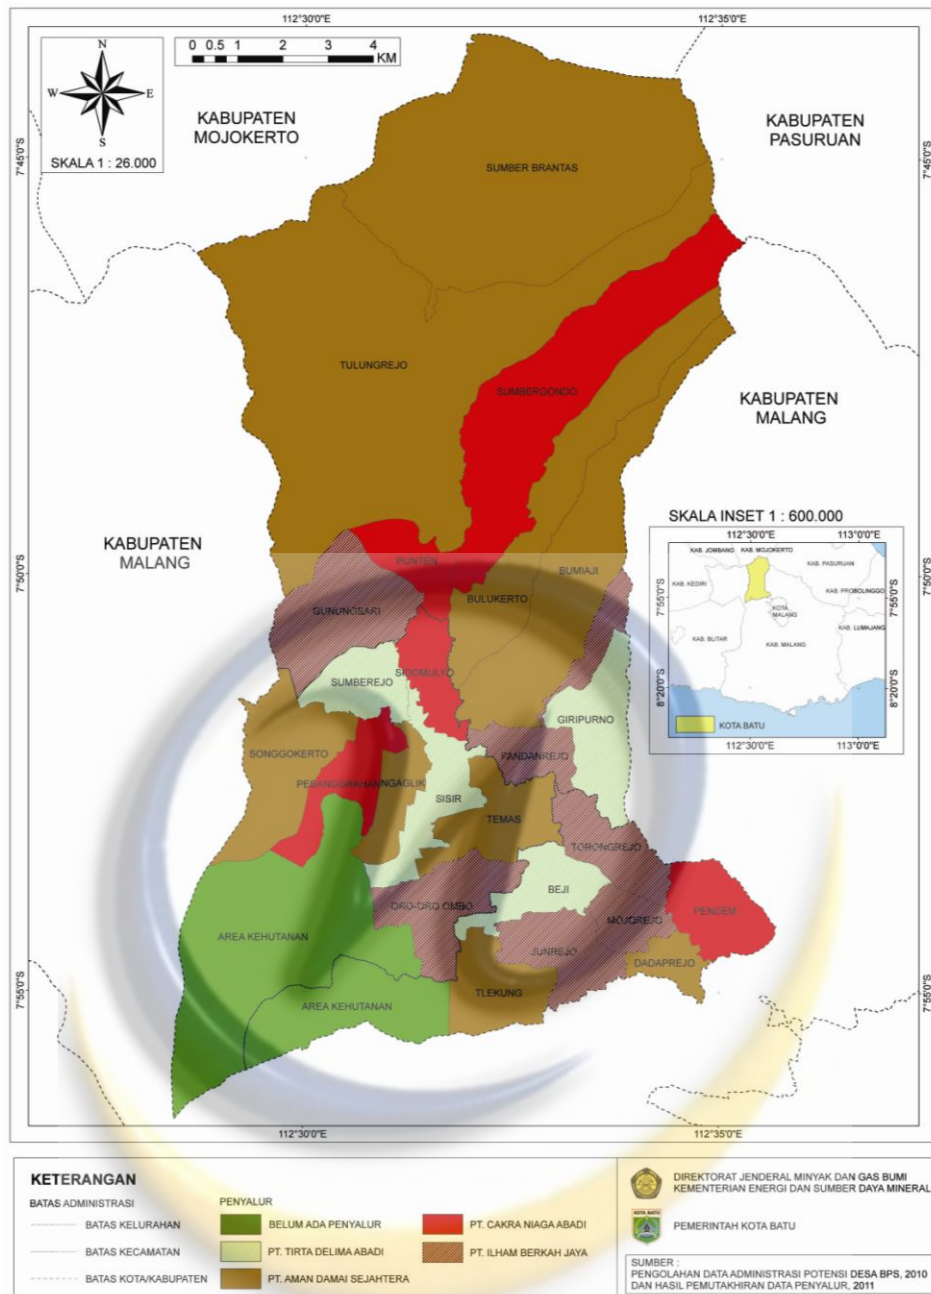 112°30'0"E
112°35'0"E
N
W
E
S
SKALA 1 : 26.000
0 0.5 1 2 3 4
KM
KABUPATEN
MOJOKERTO
KABUPATEN
PASURUAN
7°45'0"S
7°45'0"S
SUMBER BRANTAS
TULUNGREJO
SUMBERGONDO
KABUPATEN
MALANG
KABUPATEN
MALANG
PUNTEN
BUMIAJI
BULUKERTO
GUNUNGSARI
SIDOMULYO
SUMBEREJO
GIRIPURNO
SONGGOKERTO
PANDANREJO
PESANGGRAHAN
NGAGLIK
SISIR
TEMAS
TORONGREJO
BEJI
ORO-ORO OMBO
MOJOREJO
PENDEM
AREA KEHUTANAN
JUNREJO
DADAPREJO
TLEKUNG
AREA KEHUTANAN
7°50'0"S
7°50'0"S
7°55'0"S
7°55'0"S
SKALA INSET 1 : 600.000
112°30'0"E
113°0'0"E
KAB. JOMBANG
KAB. MOJOKERTO
KAB. PASURUAN
KAB. KEDIRI
KAB. PROBOLINGGO
KOTA
MALANG
KAB. LUMAJANG
KAB. BLITAR
KAB. MALANG
7°55'0"S
7°55'0"S
8°20'0"S
8°20'0"S
KOTA BATU
112°30'0"E
113°0'0"E
112°30'0"E
112°35'0"E
KETERANGAN
BATAS ADMINISTRASI
BATAS KELURAHAN
BATAS KECAMATAN
BATAS KOTA/KABUPATEN
PENYALUR
BELUM ADA PENYALUR
PT. TIRTA DELIMA ABADI
PT. AMAN DAMAI SEJAHTERA
PT. CAKRA NIAGA ABADI
PT. ILHAM BERKAH JAYA
DIREKTORAT JENDERAL MINYAK DAN GAS BUMI
KEMENTERIAN ENERGI DAN SUMBER DAYA MINERAL
KOTA BATU
PEMERINTAH KOTA BATU
SUMBER :
PENGOLAHAN DATA ADMINISTRASI POTENSI DESA BPS, 2010
DAN HASIL PEMUTAKHIRAN DATA PENYALUR, 2011